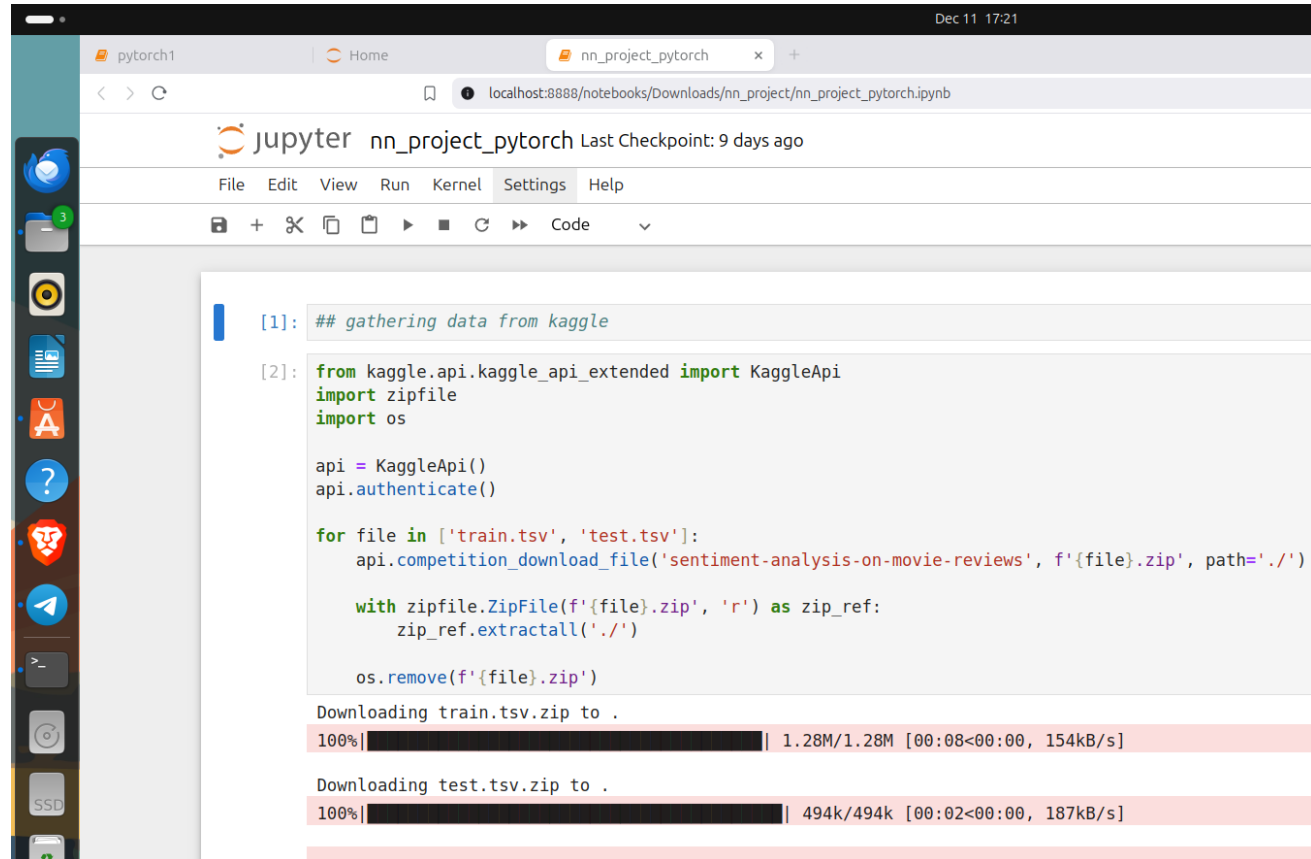 Dec 11 17:21
pytorch1
Home
nn_project_pytorch
localhost:8888/notebooks/Downloads/nn_project/nn_project_pytorch.ipynb
jupyter nn_project_pytorch Last Checkpoint: 9 days ago
File Edit View Run Kernel Settings Help
Code
3
A
?
>_
SSD
[1]: ## gathering data from kaggle
[2]: from kaggle.api.kaggle_api_extended import KaggleApi
import zipfile
import os
api = KaggleApi()
api.authenticate()
for file in ['train.tsv', 'test.tsv']:
    api.competition_download_file('sentiment-analysis-on-movie-reviews', f'{file}.zip', path='./')
    with zipfile.ZipFile(f'{file}.zip', 'r') as zip_ref:
        zip_ref.extractall('./')
    os.remove(f'{file}.zip')
Downloading train.tsv.zip to .
100%|██████████| 1.28M/1.28M [00:08<00:00, 154kB/s]
Downloading test.tsv.zip to .
100%|██████████| 494k/494k [00:02<00:00, 187kB/s]